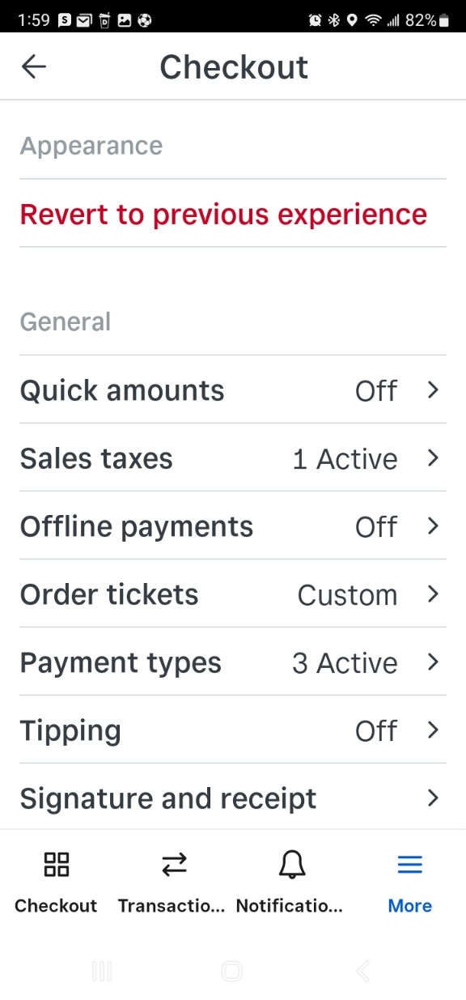 1:59 S D 82%
Checkout
Appearance
Revert to previous experience
General
Quick amounts Off
Sales taxes 1 Active
Offline payments Off
Order tickets Custom
Payment types 3 Active
Tipping Off
Signature and receipt
Checkout Transactio... Notificatio... More